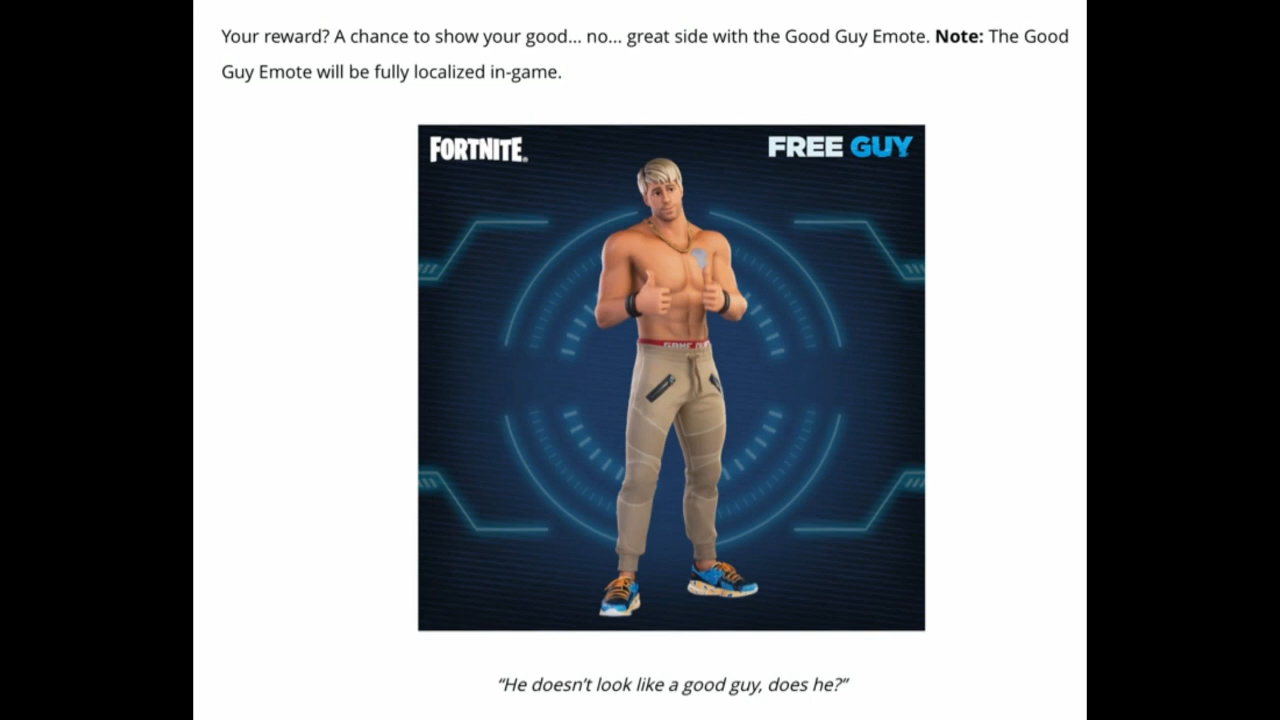 Your reward? A chance to show your good... no... great side with the Good Guy Emote. Note: The Good
Guy Emote will be fully localized in-game.
FORTNITE
FREE GUY
“He doesn’t look like a good guy, does he?”